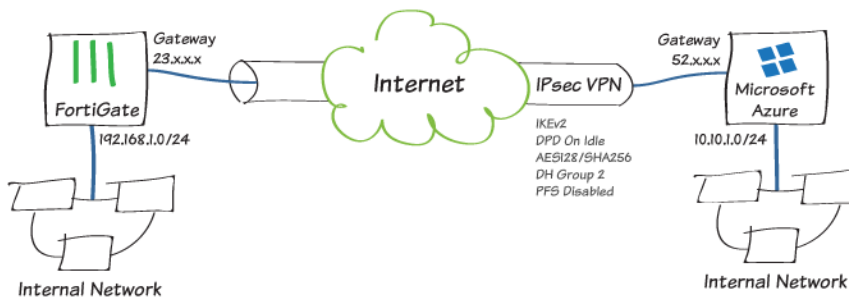 Gateway
23.x.x.x
FortiGate
192.168.1.0/24
Internal Network
Internet
IPsec VPN
IKEv2
DPD On Idle
AES128/SHA256
DH Group 2
PFS Disabled
Gateway
52.x.x.x
Microsoft
Azure
10.10.1.0/24
Internal Network